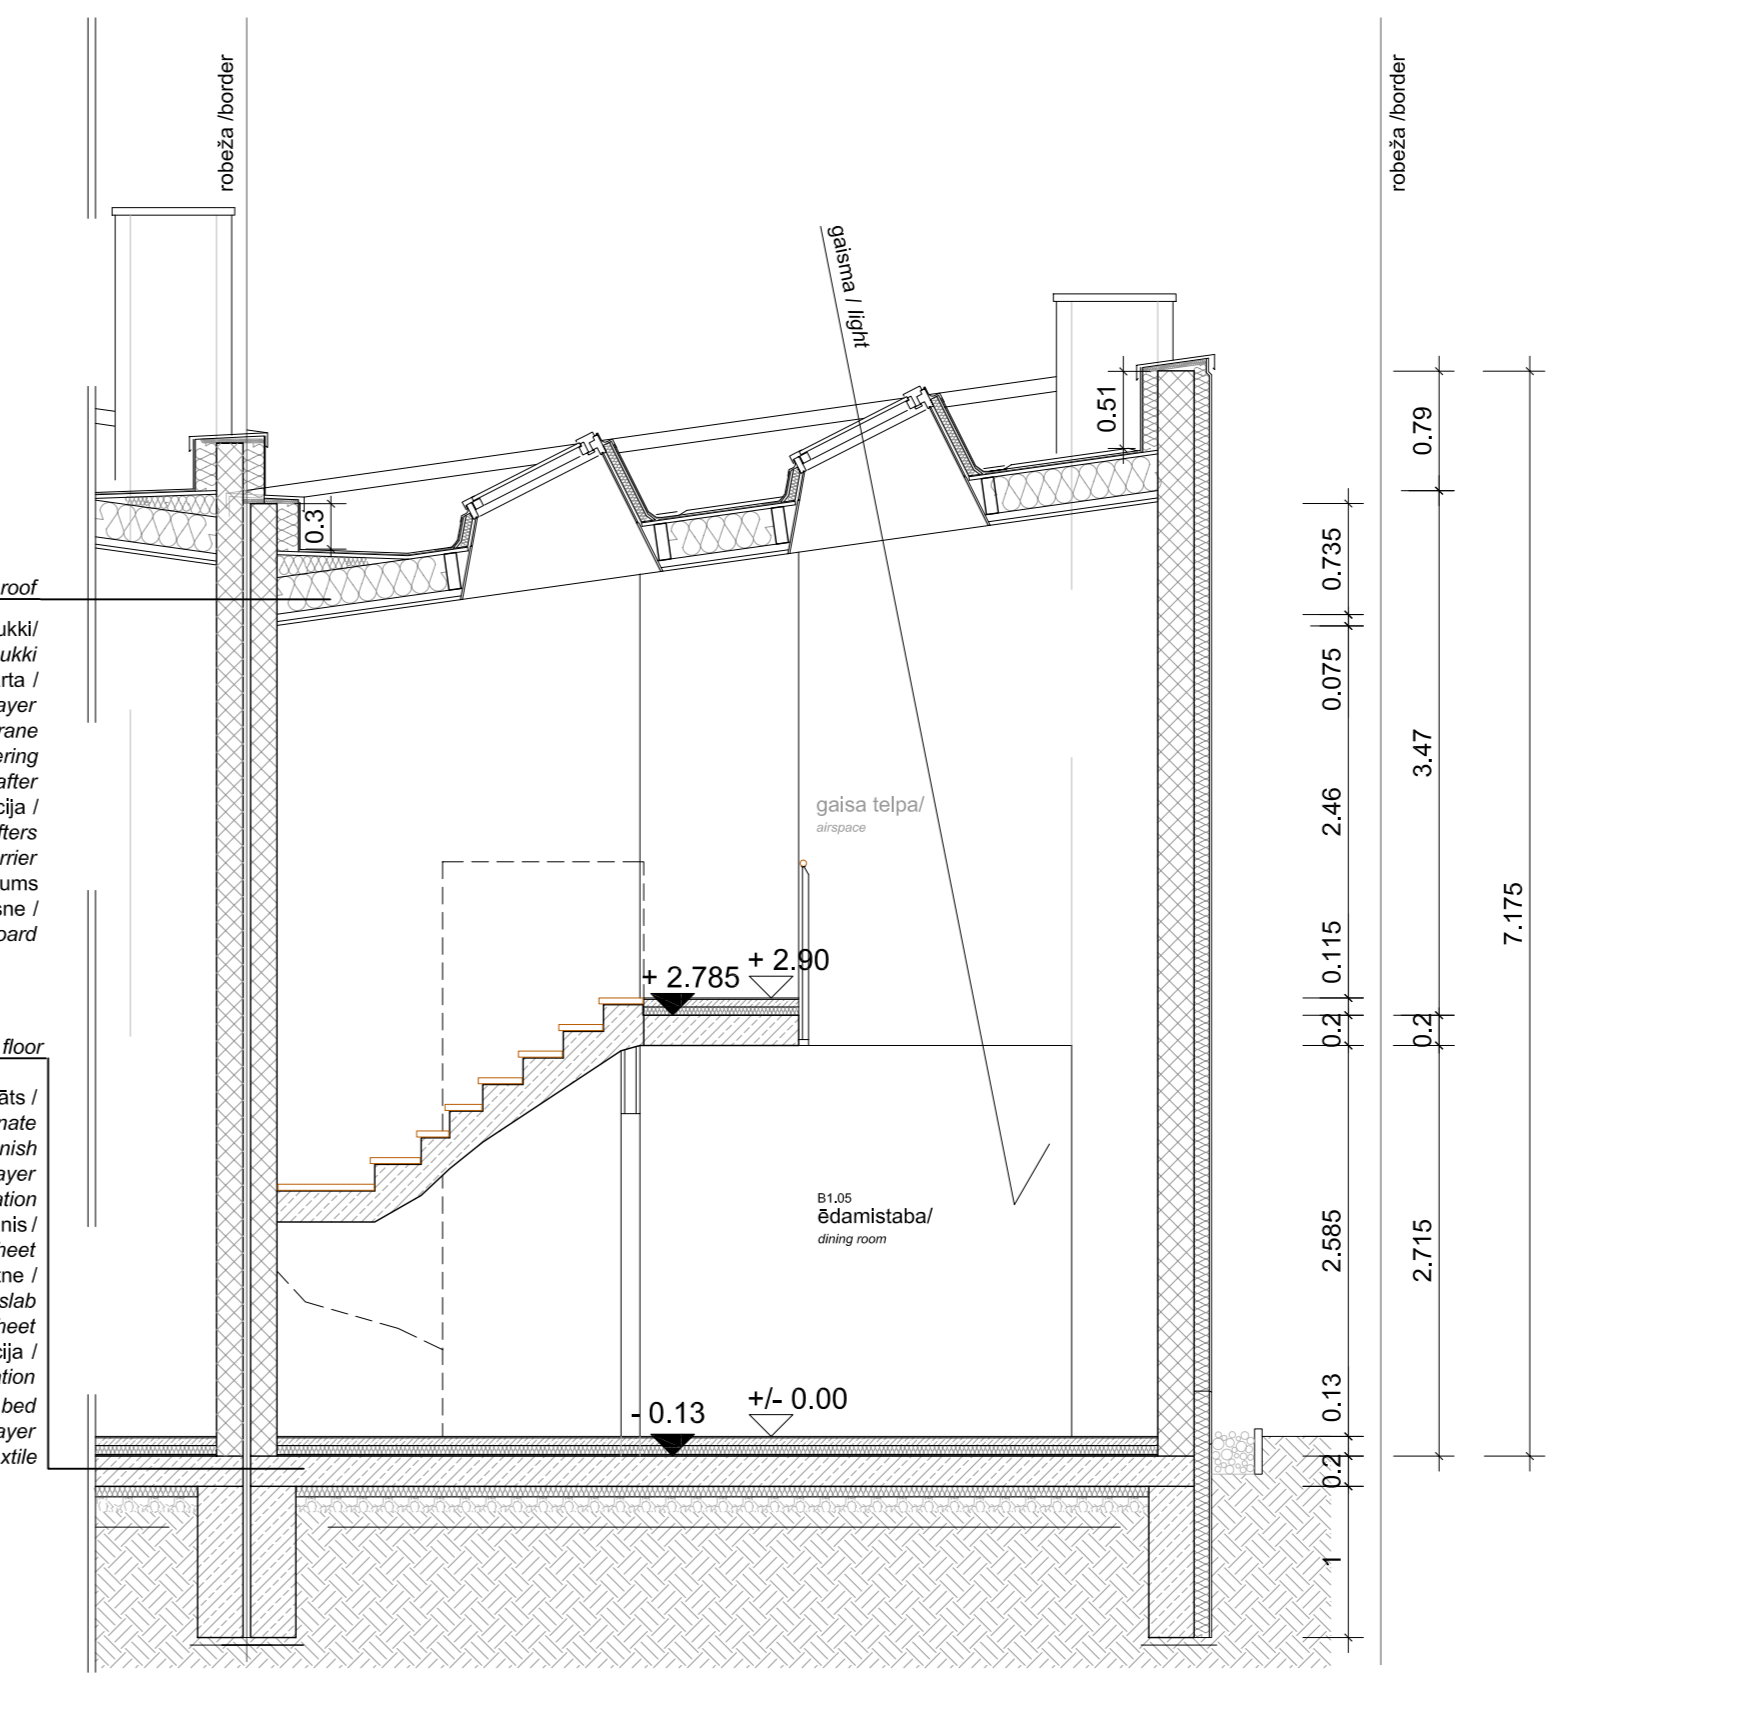 robeža /border
robeža /border
gaisma / light
0.51
0.3
0.79
0.735
0.075
3.47
2.46
7.175
0.115
0.2
0.2
2.585
2.715
0.13
0.2
1
roof
ukki/
ukki
rta /
ayer
rane
ering
after
cija /
fters
rrier
ums
sne /
oard
gaisa telpa/
airspace
+ 2.785
+ 2.90
floor
āts /
nate
nish
ayer
ation
nis /
heet
tne /
slab
heet
cija /
ation
bed
ayer
xtile
B1.05
ēdamistaba/
dining room
- 0.13
+/- 0.00